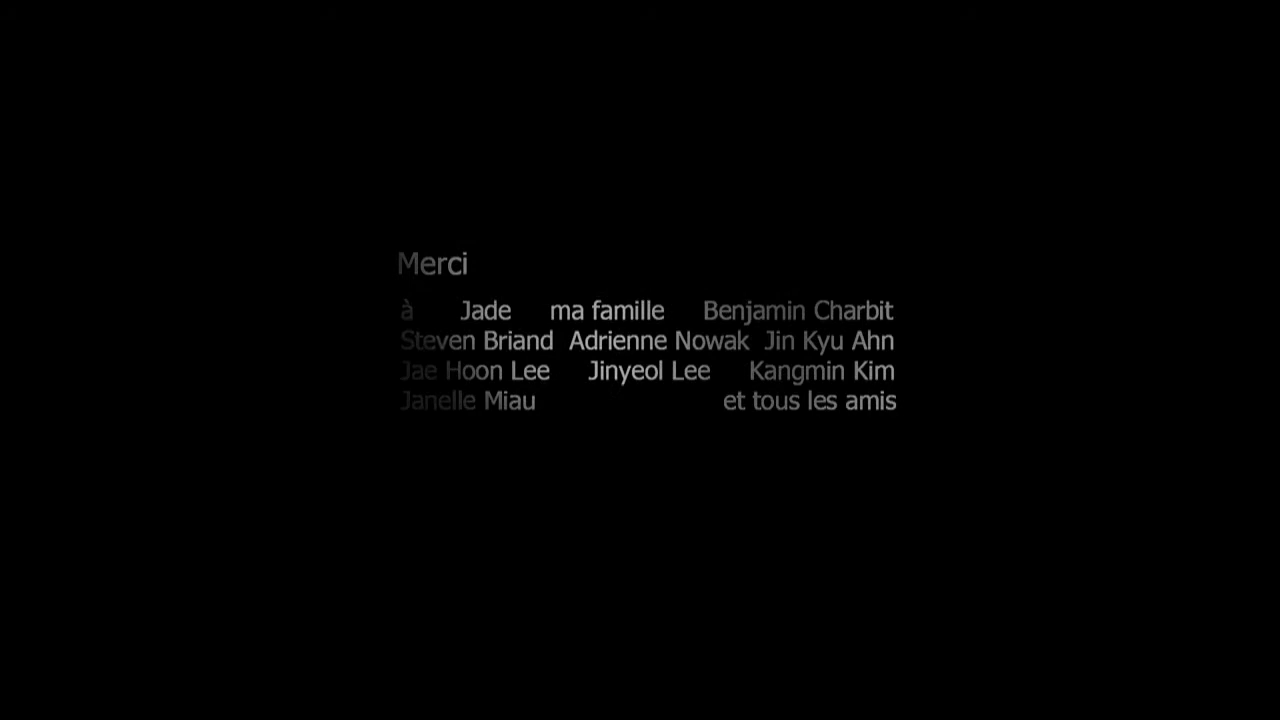 Merci
à Jade ma famille Benjamin Charbit
Steven Briand Adrienne Nowak Jin Kyu Ahn
Jae Hoon Lee Jinyeol Lee Kangmin Kim
Janelle Miau et tous les amis